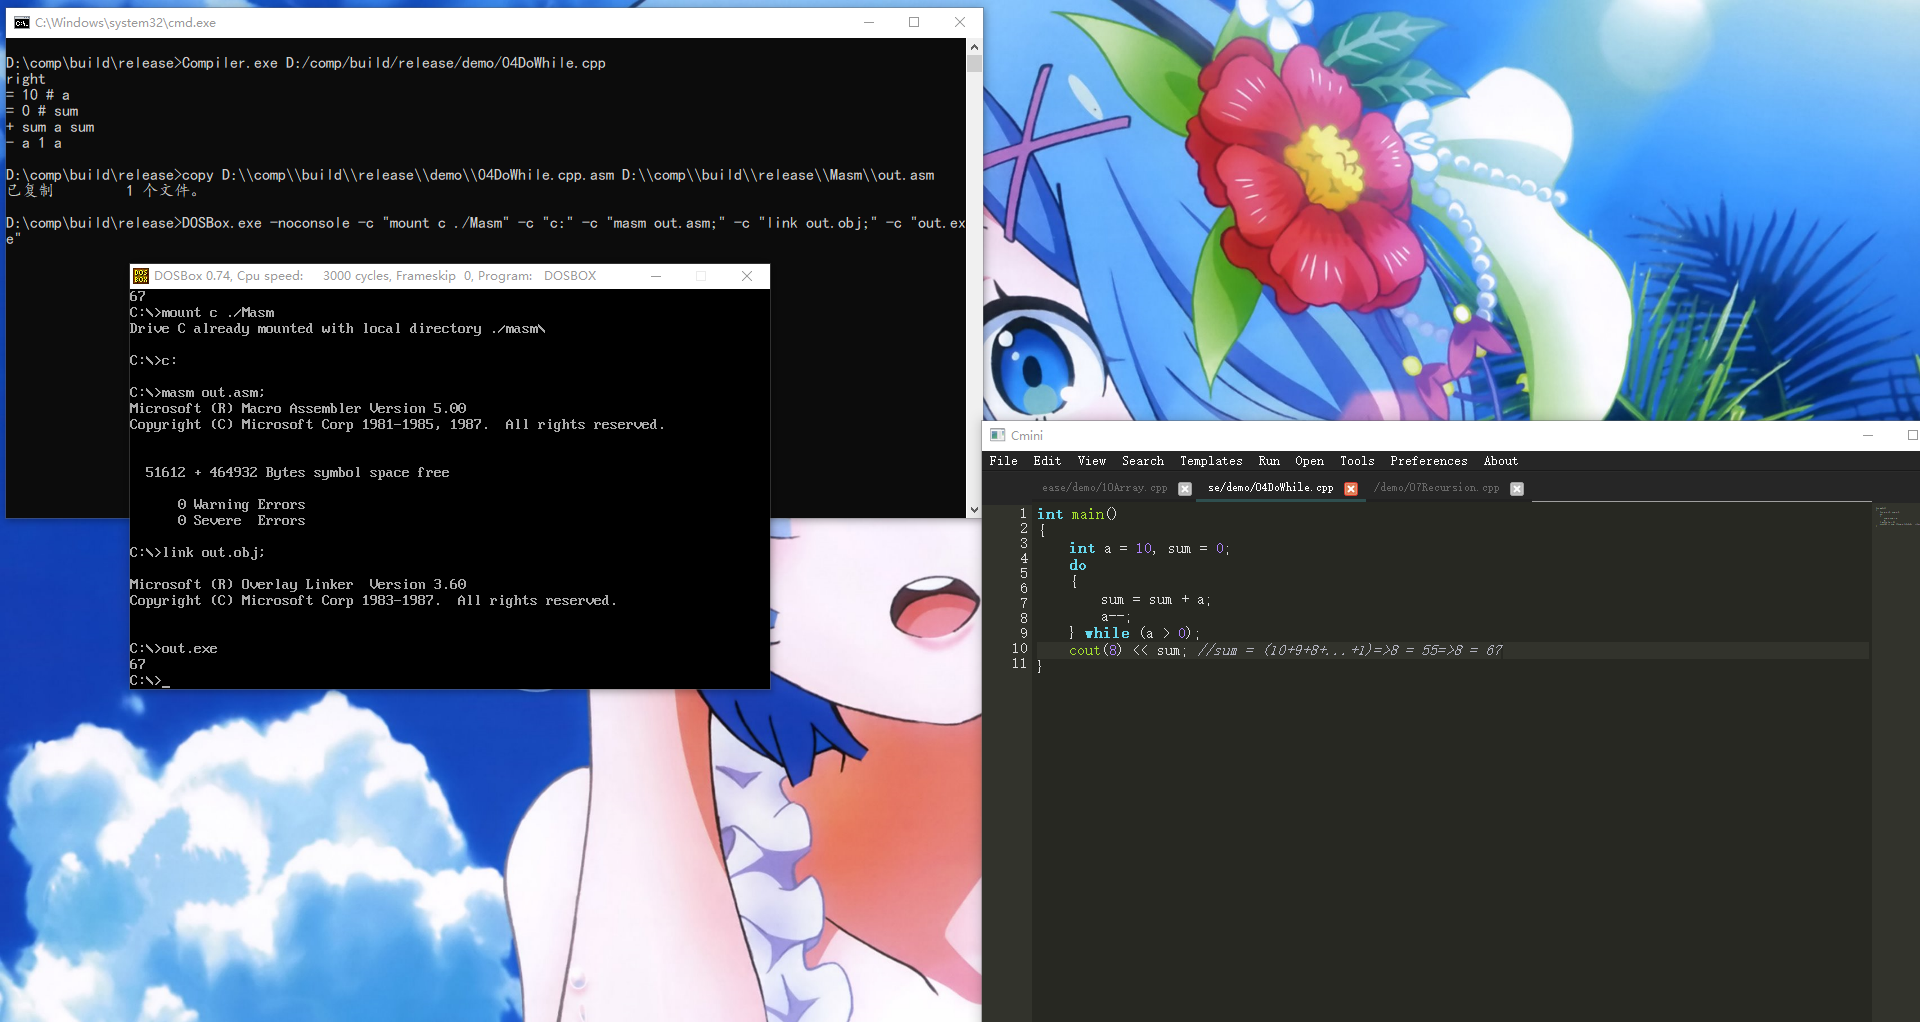 C:\Windows\system32\cmd.exe
D:\comp\build\release>Compiler.exe D:/comp/build/release/demo/04DoWhile.cpp
right
= 10 # a
= 0 # sum
+ sum a sum
- a 1 a
D:\comp\build\release>copy D:\\comp\\build\\release\\demo\\04DoWhile.cpp.asm D:\\comp\\build\\release\\Masm\\out.asm
已复制         1 个文件。
D:\comp\build\release>DOSBox.exe -noconsole -c "mount c ./Masm" -c "c:" -c "masm out.asm;" -c "link out.obj;" -c "out.ex
e"
DOSBox 0.74, Cpu speed:     3000 cycles, Frameskip  0, Program:   DOSBOX
67
C:\>mount c ./Masm
Drive C already mounted with local directory ./masm\
C:\>c:
C:\>masm out.asm;
Microsoft (R) Macro Assembler Version 5.00
Copyright (C) Microsoft Corp 1981-1985, 1987.  All rights reserved.
51612 + 464932 Bytes symbol space free
0 Warning Errors
0 Severe  Errors
C:\>link out.obj;
Microsoft (R) Overlay Linker  Version 3.60
Copyright (C) Microsoft Corp 1983-1987.  All rights reserved.
C:\>out.exe
67
C:\>_
Cmini
File Edit View Search Templates Run Open Tools Preferences About
ease/demo/10Array.cpp se/demo/04DoWhile.cpp /demo/07Recursion.cpp
1 int main()
2 {
3     int a = 10, sum = 0;
4     do
5     {
6         sum = sum + a;
7         a--;
8     } while (a > 0);
9     cout(8) << sum; //sum = (10+9+8+...+1)=>8 = 55=>8 = 67
10 }
11